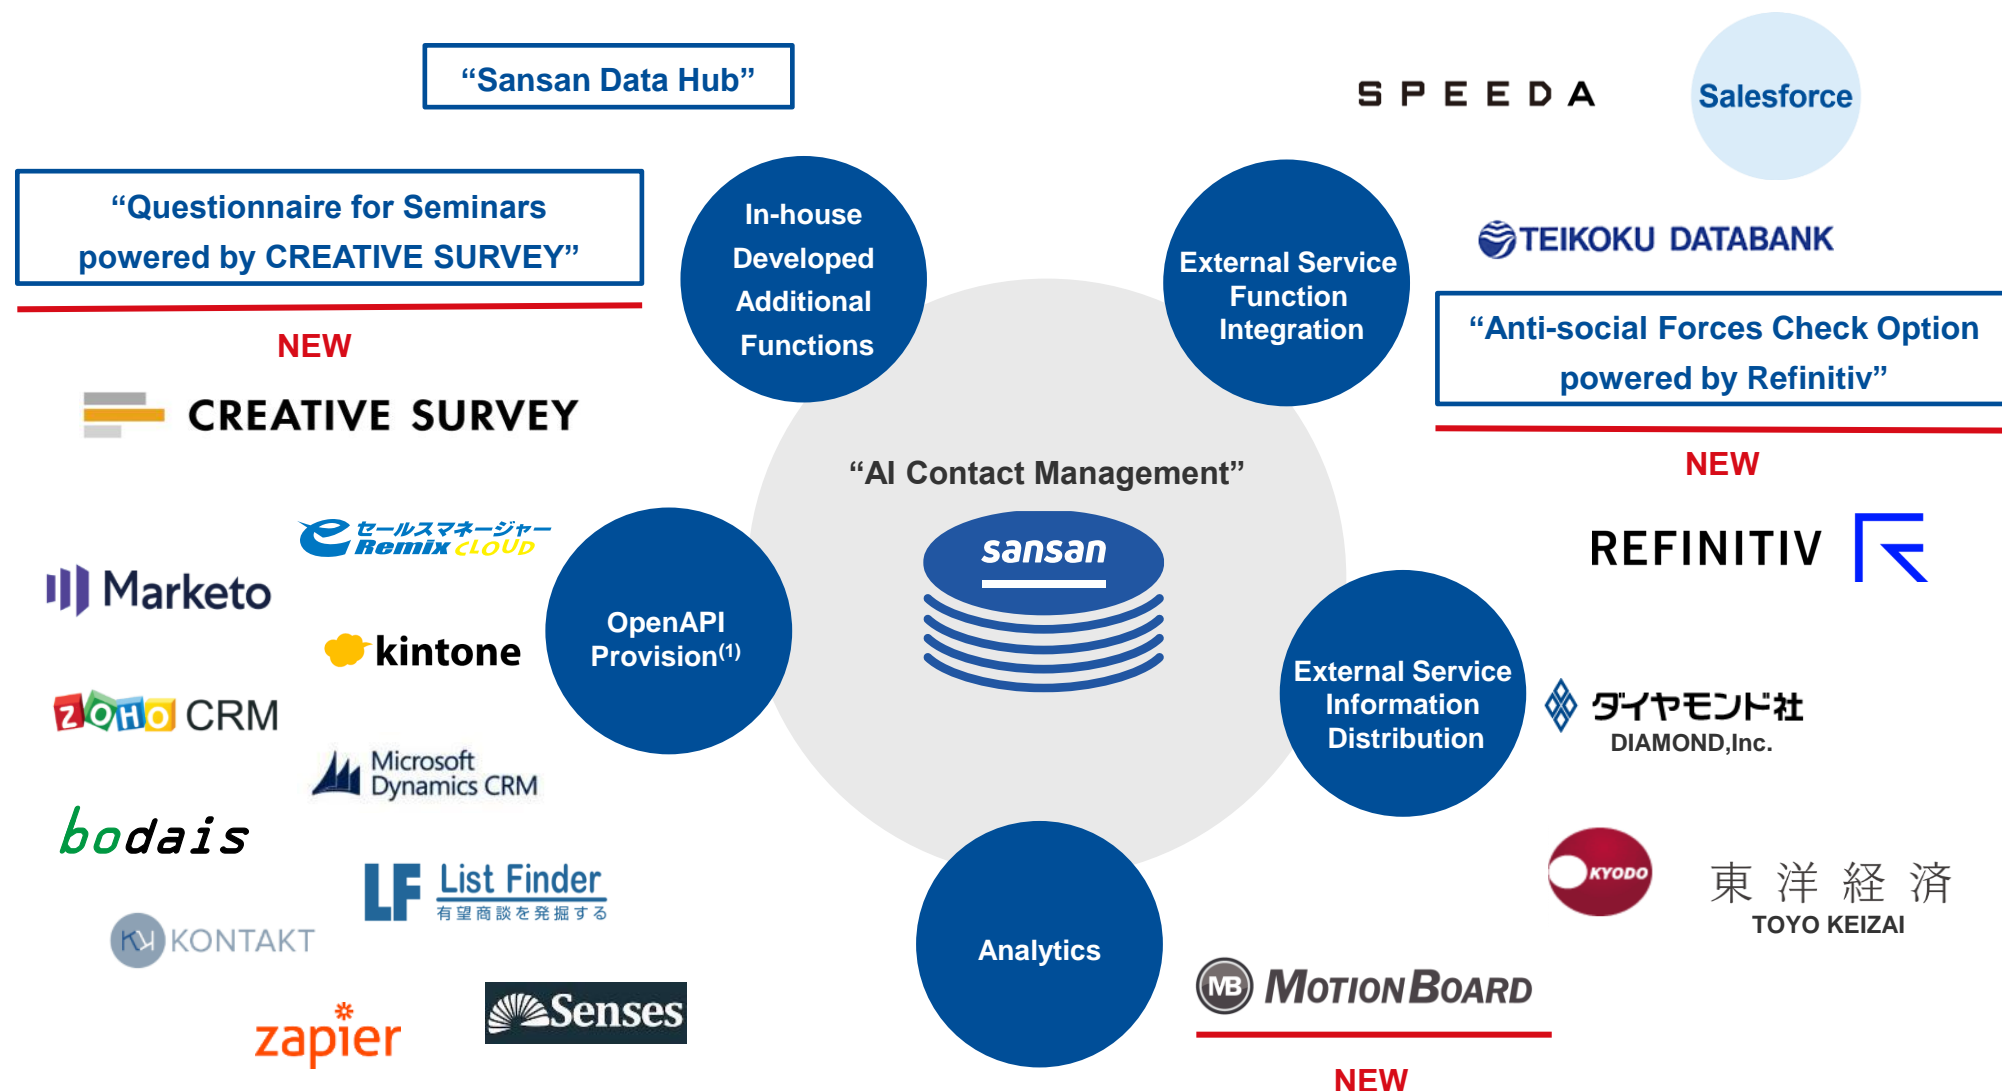 “Sansan Data Hub”
SPEEDA
Salesforce
“Questionnaire for Seminars
powered by CREATIVE SURVEY”
NEW
CREATIVE SURVEY
In-house
Developed
Additional
Functions
External Service
Function
Integration
TEIKOKU DATABANK
“Anti-social Forces Check Option
powered by Refinitiv”
NEW
REFINITIV
“AI Contact Management”
sansan
eセールスマネージャー
Remix CLOUD
Marketo
kintone
OpenAPI
Provision(1)
ZOHO CRM
Microsoft
Dynamics CRM
bodais
LF List Finder
有望商談を発掘する
KK KONTAKT
zapier
Senses
External Service
Information
Distribution
ダイヤモンド社
DIAMOND,Inc.
KYODO
東洋経済
TOYO KEIZAI
Analytics
MB MOTIONBOARD
NEW